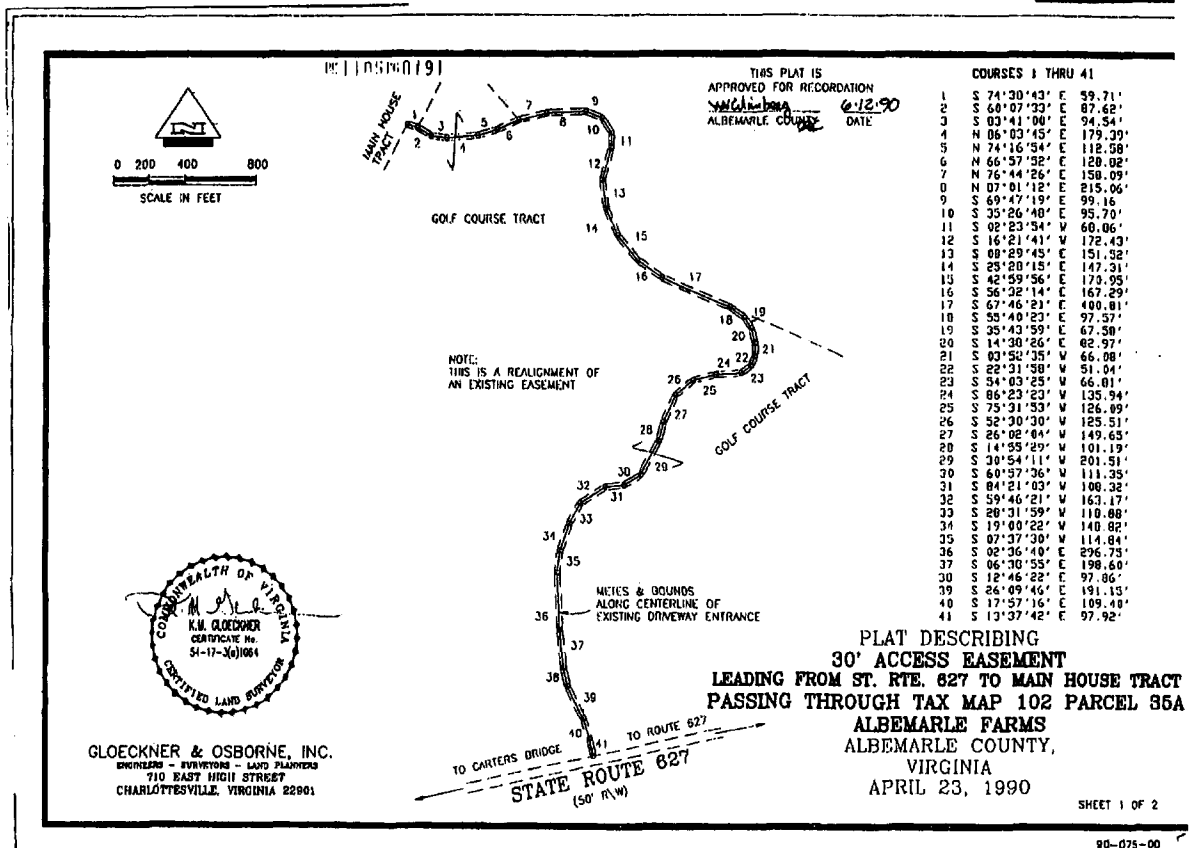 THIS PLAT IS
APPROVED FOR RECORDATION
6-12-90
ALBEMARLE COUNTY DATE
MAIN HOUSE
TRACT
0 200 400 800
SCALE IN FEET
GOLF COURSE TRACT
NOTE:
THIS IS A REALIGNMENT OF
AN EXISTING EASEMENT
GOLF COURSE TRACT
METES & BOUNDS
ALONG CENTERLINE OF
EXISTING DRIVEWAY ENTRANCE
TO CARTERS BRIDGE
TO ROUTE 627
STATE ROUTE 627
(50' R\W)
COMMONWEALTH OF VIRGINIA
K.M. GLOECKNER
CERTIFICATE No.
54-17-3(a)1064
CERTIFIED LAND SURVEYOR
GLOECKNER & OSBORNE, INC.
ENGINEERS - SURVEYORS - LAND PLANNERS
710 EAST HIGH STREET
CHARLOTTESVILLE, VIRGINIA 22901
COURSES 1 THRU 41
1 S 74°30'43" E 59.71'
2 S 60°07'33" E 87.62'
3 S 83°41'00" E 94.54'
4 N 86°03'45" E 179.39'
5 N 74°16'54" E 112.58'
6 N 66°57'52" E 128.02'
7 N 76°44'26" E 158.09'
8 N 87°01'12" E 215.06'
9 S 69°47'19" E 99.16
10 S 35°26'48" E 95.70'
11 S 02°23'54" W 60.06'
12 S 16°21'41" W 172.43'
13 S 08°29'45" E 151.52'
14 S 25°28'15" E 147.31'
15 S 42°59'56" E 170.95'
16 S 56°32'14" E 167.29'
17 S 67°46'21" E 400.81'
18 S 55°40'23" E 97.57'
19 S 35°43'59" E 67.50'
20 S 14°30'26" E 82.97'
21 S 03°52'35" W 66.08'
22 S 22°31'58" W 51.04'
23 S 54°03'25" W 66.81'
24 S 86°23'23" W 135.94'
25 S 75°31'53" W 126.09'
26 S 52°30'30" W 125.51'
27 S 26°02'04" W 149.65'
28 S 14°55'29" W 101.19'
29 S 30°54'11" W 201.51'
30 S 60°57'36" W 111.35'
31 S 84°21'03" W 108.32'
32 S 59°46'21" W 163.17'
33 S 28°31'59" W 110.88'
34 S 19°00'22" W 140.82'
35 S 07°37'30" W 114.84'
36 S 02°36'40" E 296.75'
37 S 06°30'55" E 198.60'
38 S 12°46'22" E 97.86'
39 S 26°09'46" E 191.13'
40 S 17°57'16" E 109.40'
41 S 13°37'42" E 97.92'
PLAT DESCRIBING
30' ACCESS EASEMENT
LEADING FROM ST. RTE. 627 TO MAIN HOUSE TRACT
PASSING THROUGH TAX MAP 102 PARCEL 35A
ALBEMARLE FARMS
ALBEMARLE COUNTY,
VIRGINIA
APRIL 23, 1990
SHEET 1 OF 2
90-075-00